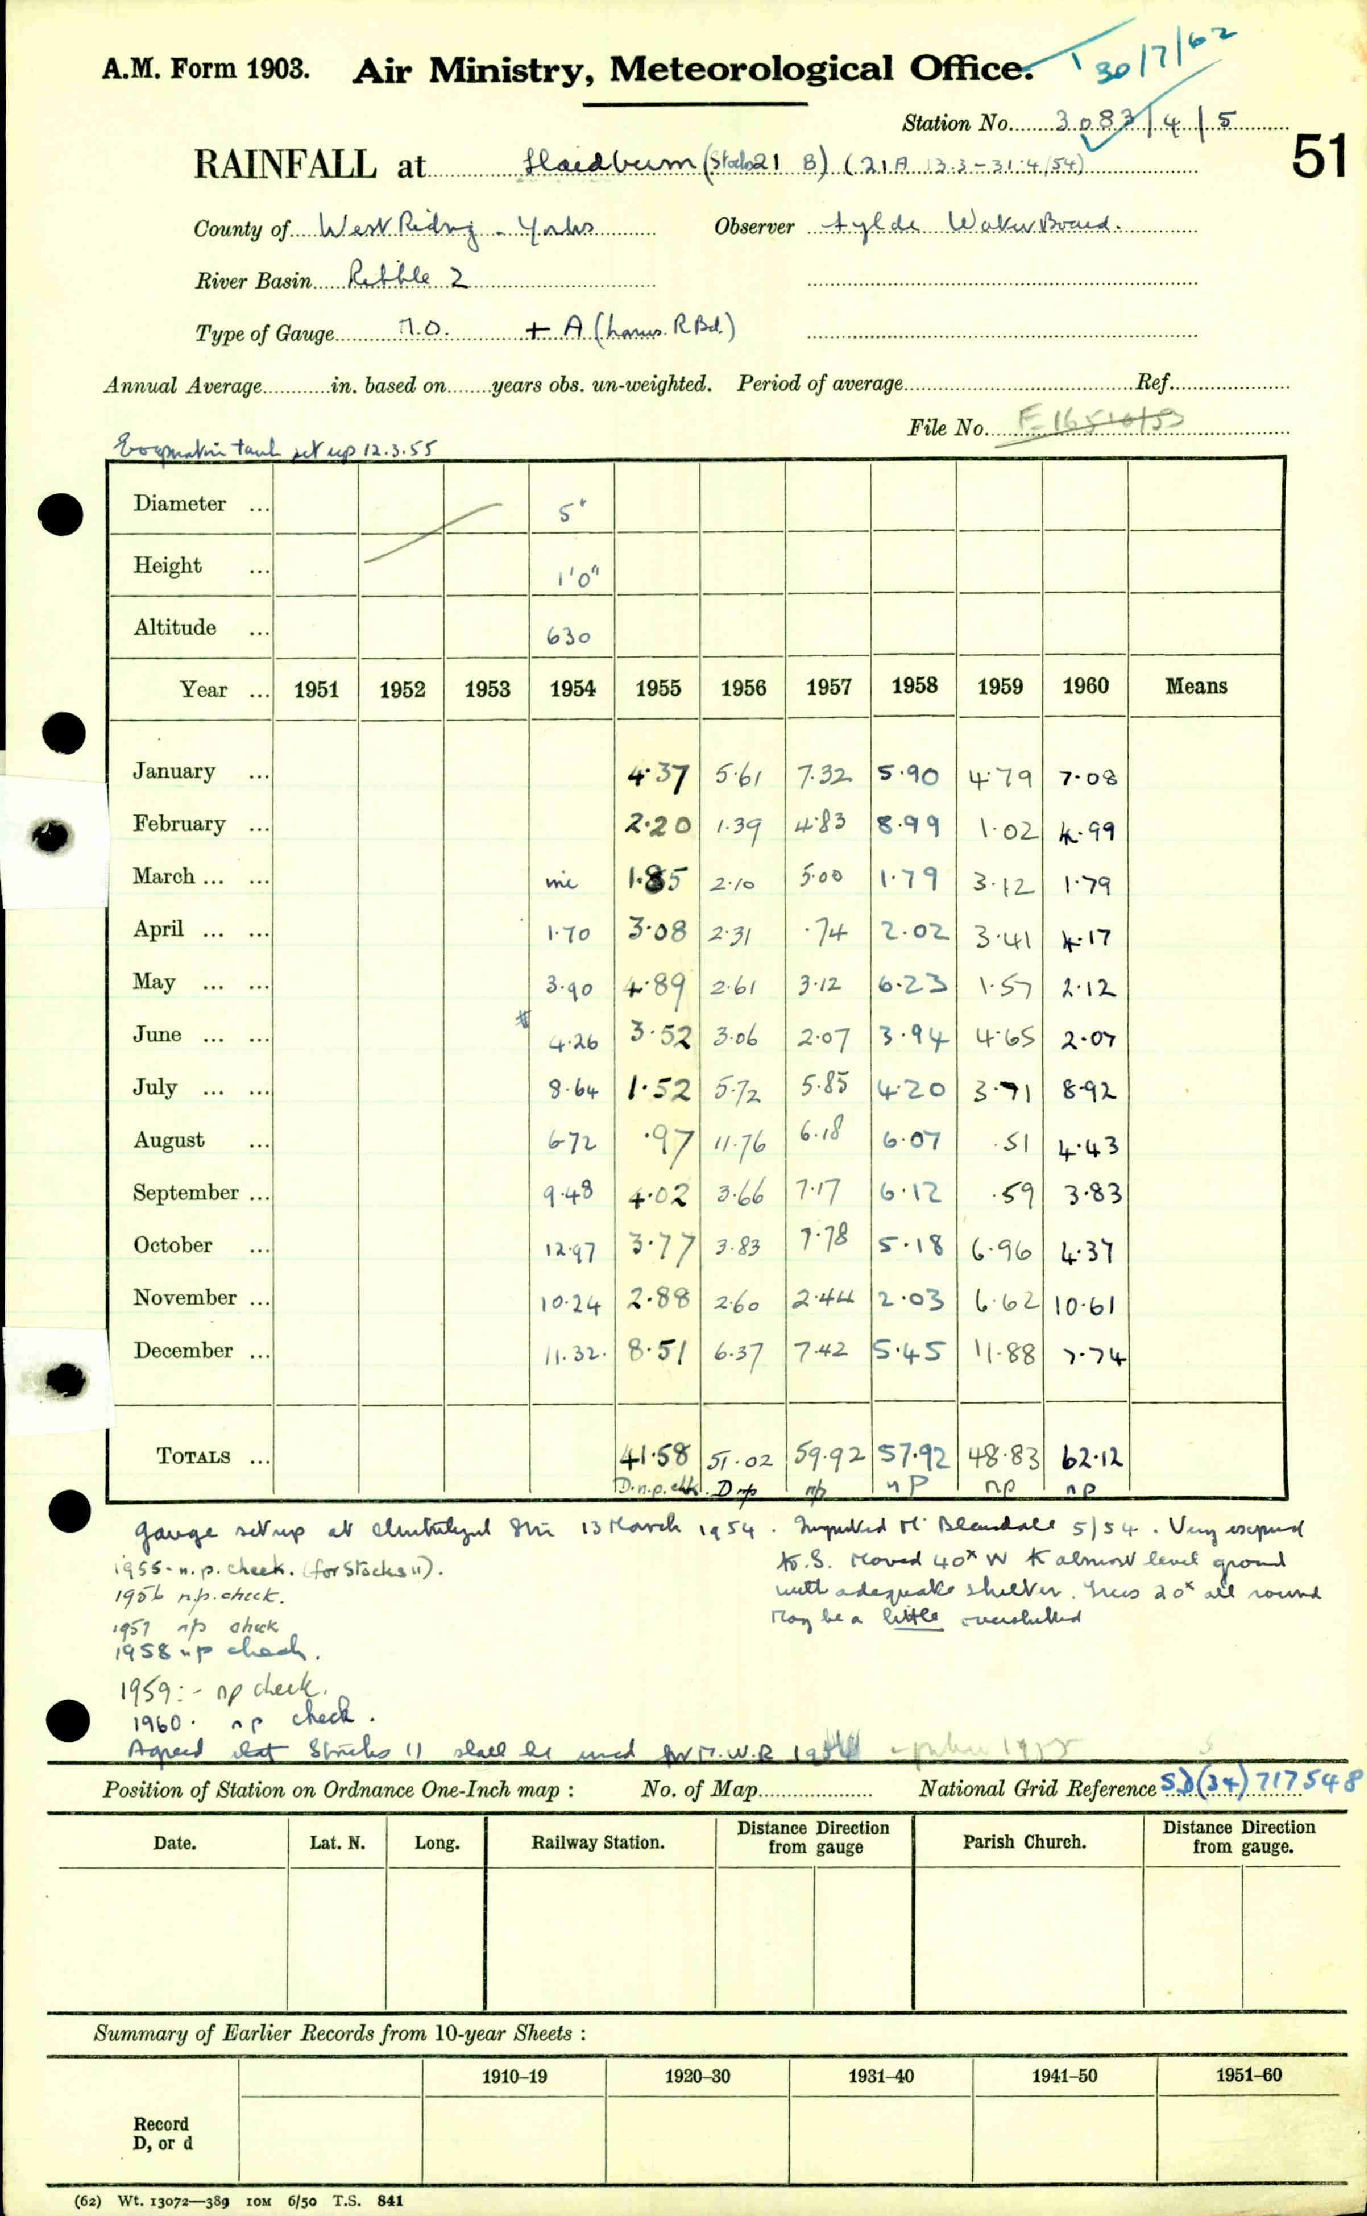 30/7/62
A.M. Form 1903. Air Ministry, Meteorological Office.
Station No. 3083/4/5
51
RAINFALL at Slaidburn (Stocks 21 B) (21A 13.3-31.4/54)
County of West Riding - Yorks Observer Fylde Water Board.
River Basin Ribble 2
Type of Gauge M.O. + A (Lancs. R Bd.)
Annual Average in. based on years obs. un-weighted. Period of average Ref.
File No.
Evaporation tank set up 12.3.55
Diameter ... 5"
Height ... 1'0"
Altitude ... 630
Year ... 1951 1952 1953 1954 1955 1956 1957 1958 1959 1960 Means
January ... 4.37 5.61 7.32 5.90 4.79 7.08
February ... 2.20 1.39 4.83 8.99 1.02 4.99
March ... ... inc 1.85 2.10 5.00 1.79 3.12 1.79
April ... ... 1.70 3.08 2.31 .74 2.02 3.41 4.17
May ... ... 3.90 4.89 2.61 3.12 6.23 1.57 2.12
June ... ... 4.26 3.52 3.06 2.07 3.94 4.65 2.07
July ... ... 8.64 1.52 5.72 5.85 4.20 3.71 8.92
August ... 6.72 .97 11.76 6.18 6.07 .51 4.43
September ... 9.48 4.02 3.66 7.17 6.12 .59 3.83
October ... 12.97 3.77 3.83 7.78 5.18 6.96 4.37
November ... 10.24 2.88 2.60 2.44 2.03 6.62 10.61
December ... 11.32. 8.51 6.37 7.42 5.45 11.88 7.74
TOTALS ... 41.58 51.02 59.92 57.92 48.83 62.12
D.n.p. chk. D np np nP np np
Gauge set up at 13 March 1954. Inspected Mr Bleasdale 5/54. Very exposed
1955 - n.p. check. (for Stocks 11). to S. Moved 40x W to almost level ground
1956 n.p. check. with adequate shelter. Trees 20x all round
1957 np check May be a little oversheltered
1958 np check.
1959:- np check.
1960. np check.
Agreed that Stocks 11 shall be used for M.W.R
Position of Station on Ordnance One-Inch map : No. of Map National Grid Reference SD(34) 717548
Date. Lat. N. Long. Railway Station. Distance Direction from gauge Parish Church. Distance Direction from gauge.
Summary of Earlier Records from 10-year Sheets :
1910–19 1920–30 1931–40 1941–50 1951–60
Record
D, or d
(62) Wt. 13072—389 10M 6/50 T.S. 841